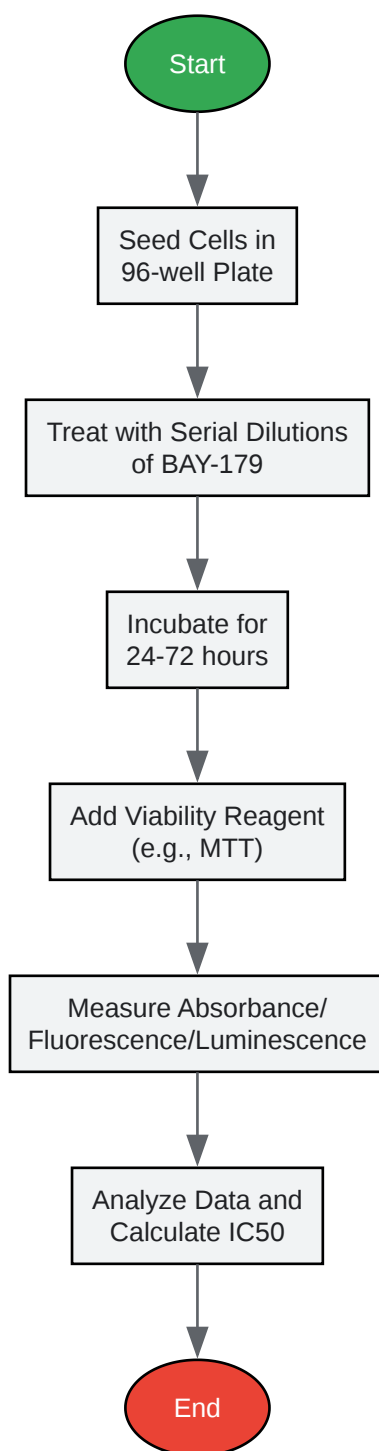 Start
Seed Cells in
96-well Plate
Treat with Serial Dilutions
of BAY-179
Incubate for
24-72 hours
Add Viability Reagent
(e.g., MTT)
Measure Absorbance/
Fluorescence/Luminescence
Analyze Data and
Calculate IC50
End